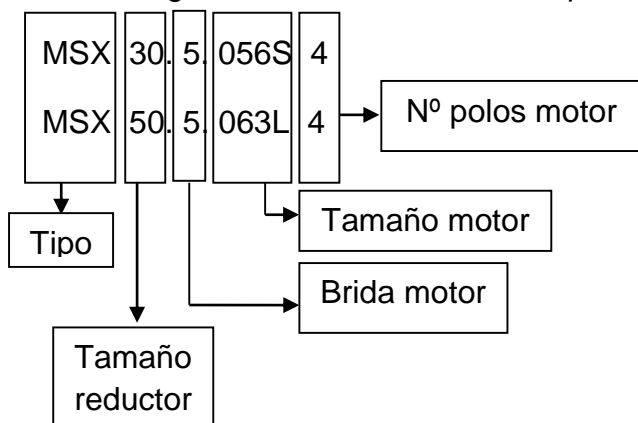 MSX 30. 5. 056S 4
MSX 50. 5. 063L 4
Nº polos motor
Tamaño motor
Tipo
Brida motor
Tamaño
reductor